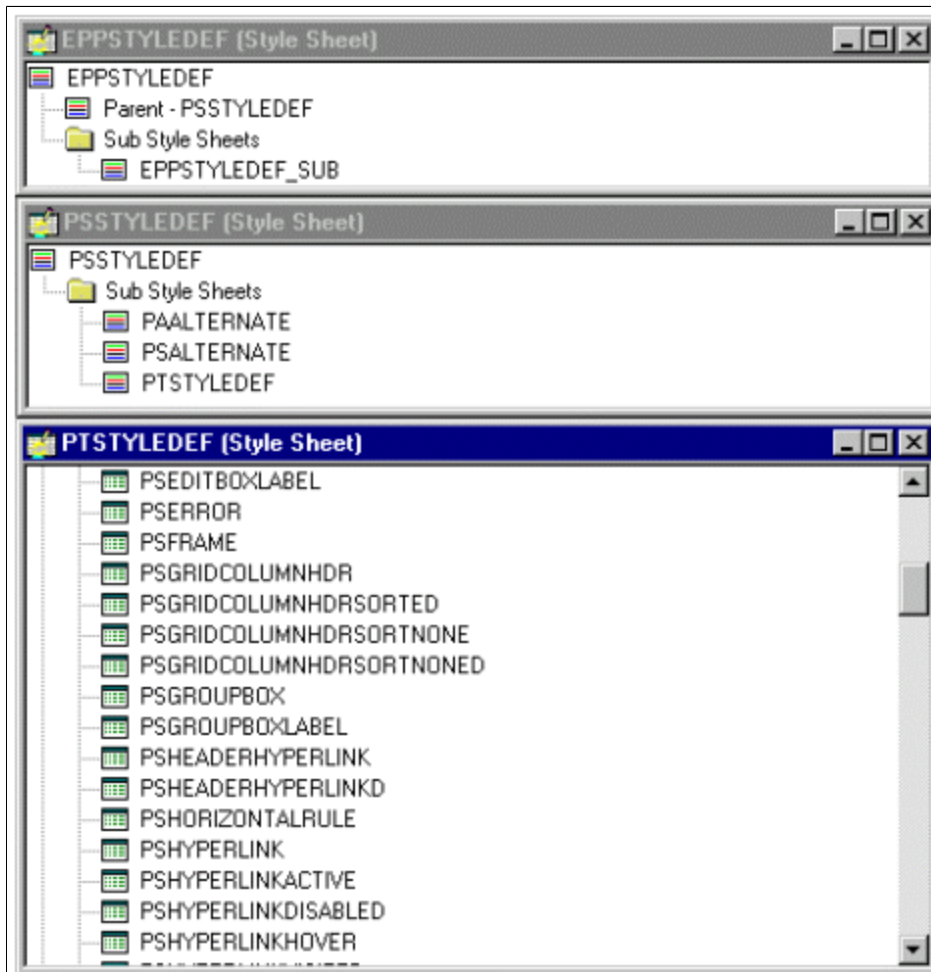 EPPSTYLEDEF (Style Sheet)
EPPSTYLEDEF
Parent - PSSTYLEDEF
Sub Style Sheets
EPPSTYLEDEF_SUB
PSSTYLEDEF (Style Sheet)
PSSTYLEDEF
Sub Style Sheets
PAALTERNATE
PSALTERNATE
PTSTYLEDEF
PTSTYLEDEF (Style Sheet)
PSEDITBOXLABEL
PSERROR
PSFRAME
PSGRIDCOLUMNHDR
PSGRIDCOLUMNHDRSORTED
PSGRIDCOLUMNHDRSORTNONE
PSGRIDCOLUMNHDRSORTNONED
PSGROUPBOX
PSGROUPBOXLABEL
PSHEADERHYPERLINK
PSHEADERHYPERLINKD
PSHORIZONTALRULE
PSHYPERLINK
PSHYPERLINKACTIVE
PSHYPERLINKDISABLED
PSHYPERLINKHOVER